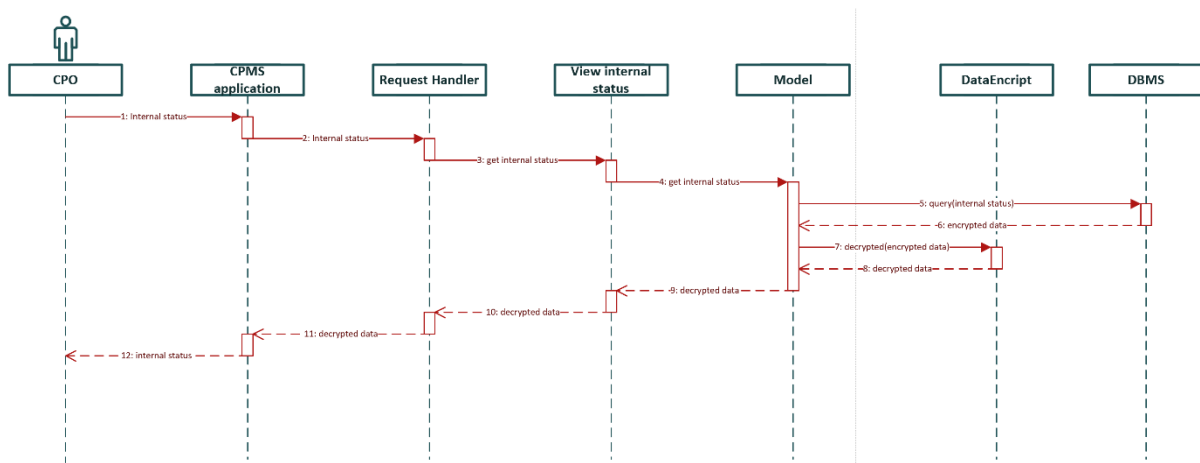 CPO
CPMS
application
Request Handler
View internal
status
Model
DataEncript
DBMS
1: Internal status
2: Internal status
3: get internal status
4: get internal status
5: query(internal status)
6: encrypted data
7: decrypted(encrypted data)
8: decrypted data
9: decrypted data
10: decrypted data
11: decrypted data
12: internal status